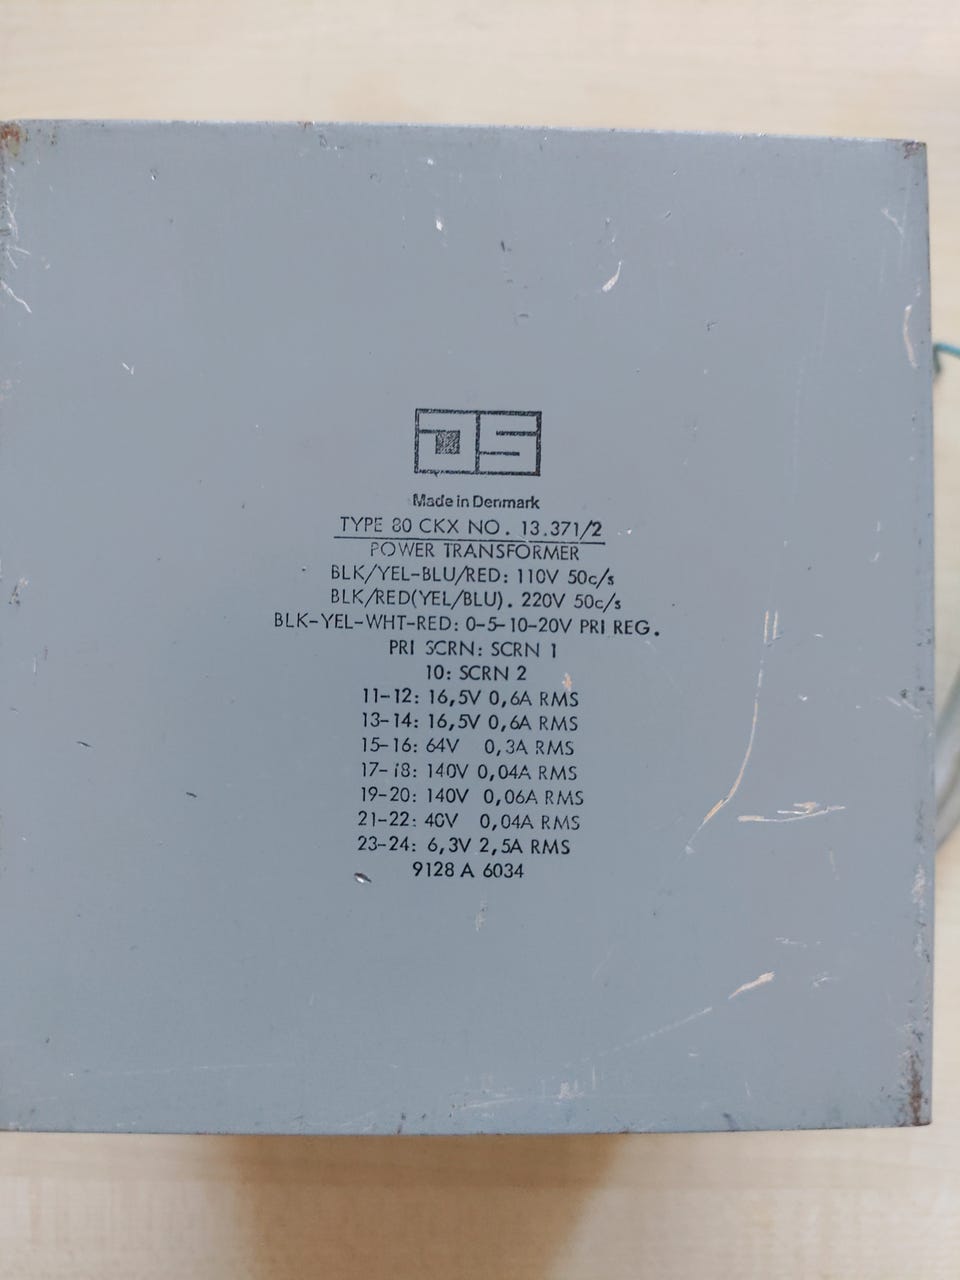 JS
Made in Denmark
TYPE 80 CKX NO. 13.371/2
POWER TRANSFORMER
BLK/YEL-BLU/RED: 110V 50c/s
BLK/RED(YEL/BLU). 220V 50c/s
BLK-YEL-WHT-RED: 0-5-10-20V PRI REG.
PRI SCRN: SCRN 1
10: SCRN 2
11-12: 16,5V 0,6A RMS
13-14: 16,5V 0,6A RMS
15-16: 64V 0,3A RMS
17-18: 140V 0,04A RMS
19-20: 140V 0,06A RMS
21-22: 40V 0,04A RMS
23-24: 6,3V 2,5A RMS
9128 A 6034